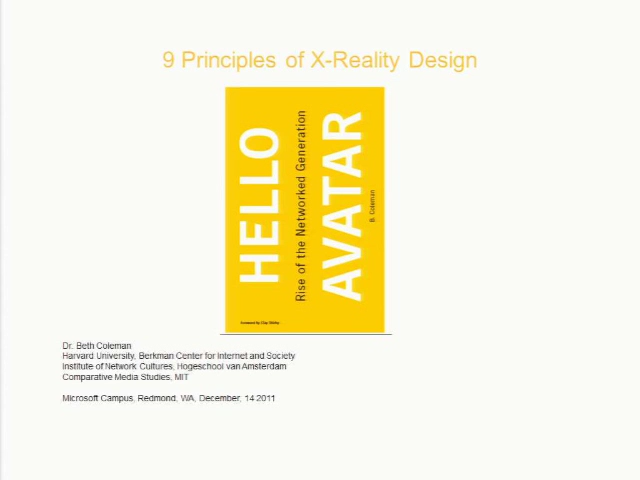 9 Principles of X-Reality Design
HELLO
Rise of the Networked Generation
AVATAR
B. Coleman
Foreword by Clay Shirky
Dr. Beth Coleman
Harvard University, Berkman Center for Internet and Society
Institute of Network Cultures, Hogeschool van Amsterdam
Comparative Media Studies, MIT
Microsoft Campus, Redmond, WA, December, 14 2011